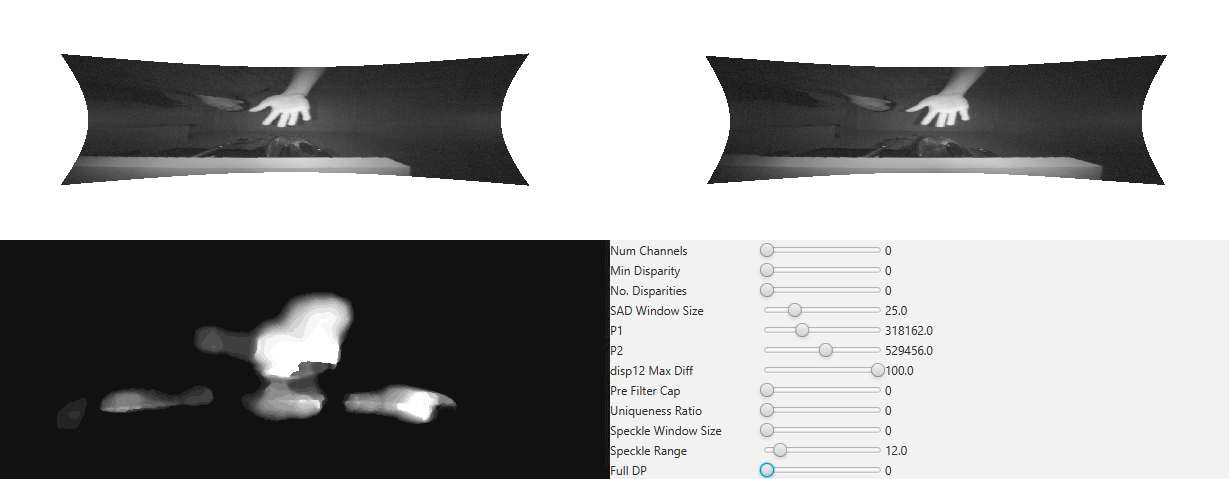 Num Channels 0
Min Disparity 0
No. Disparities 0
SAD Window Size 25.0
P1 318162.0
P2 529456.0
disp12 Max Diff 100.0
Pre Filter Cap 0
Uniqueness Ratio 0
Speckle Window Size 0
Speckle Range 12.0
Full DP 0